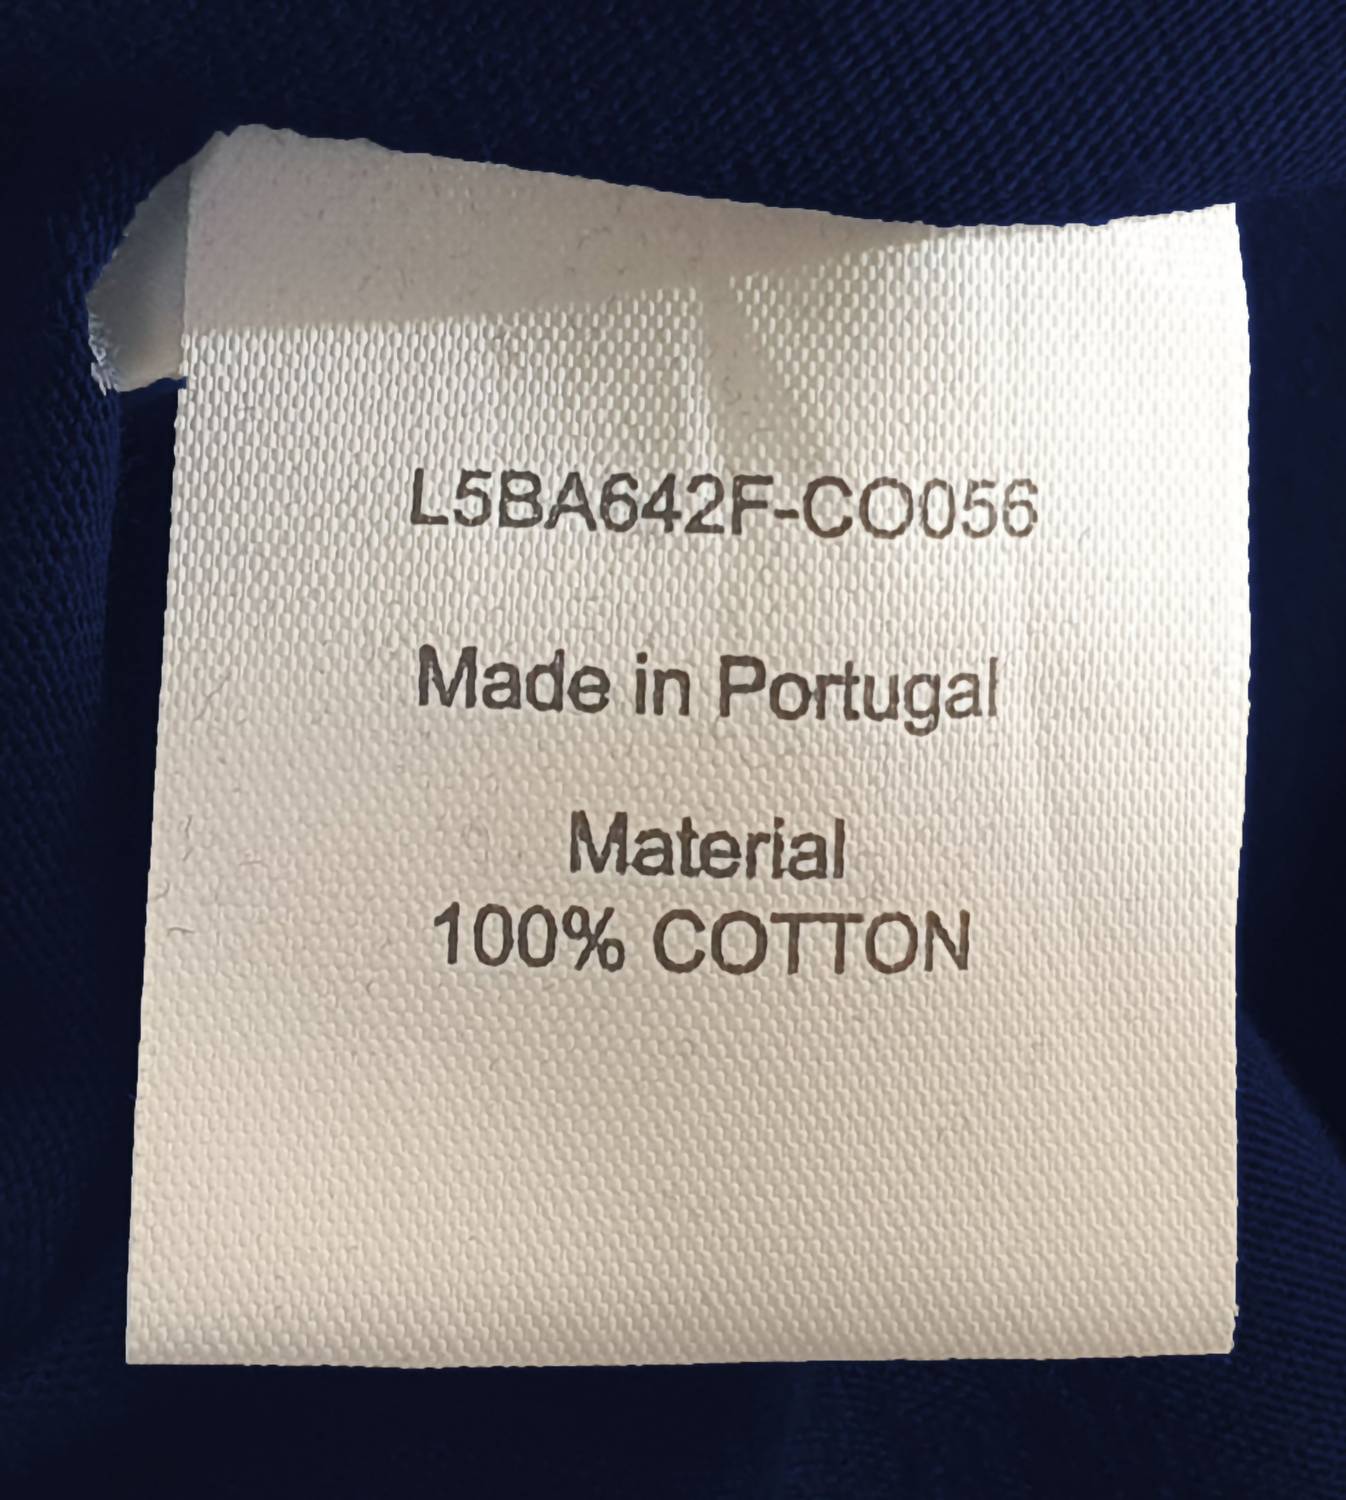 L5BA642F-CO056
Made in Portugal
Material
100% COTTON